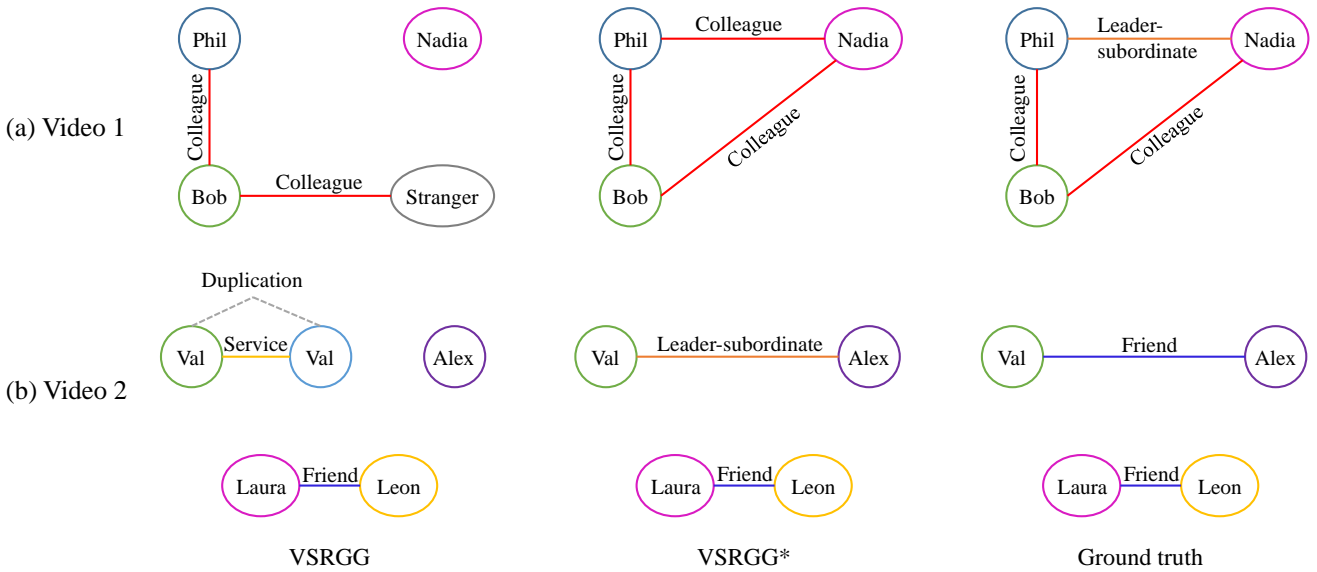 Phil
Nadia
Colleague
Bob
Colleague
Stranger
Phil
Colleague
Nadia
Colleague
Colleague
Bob
Phil
Leader-
subordinate
Nadia
Colleague
Colleague
Bob
(a) Video 1
Duplication
Val
Service
Val
Alex
Val
Leader-subordinate
Alex
Val
Friend
Alex
(b) Video 2
Laura
Friend
Leon
Laura
Friend
Leon
Laura
Friend
Leon
VSRGG
VSRGG*
Ground truth